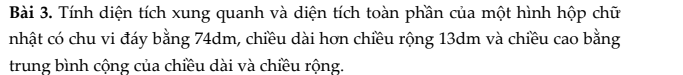 Bài 3. Tính diện tích xung quanh và diện tích toàn phần của một hình hộp chữ
nhật có chu vi đáy bằng 74dm, chiều dài hơn chiều rộng 13dm và chiều cao bằng
trung bình cộng của chiều dài và chiều rộng.